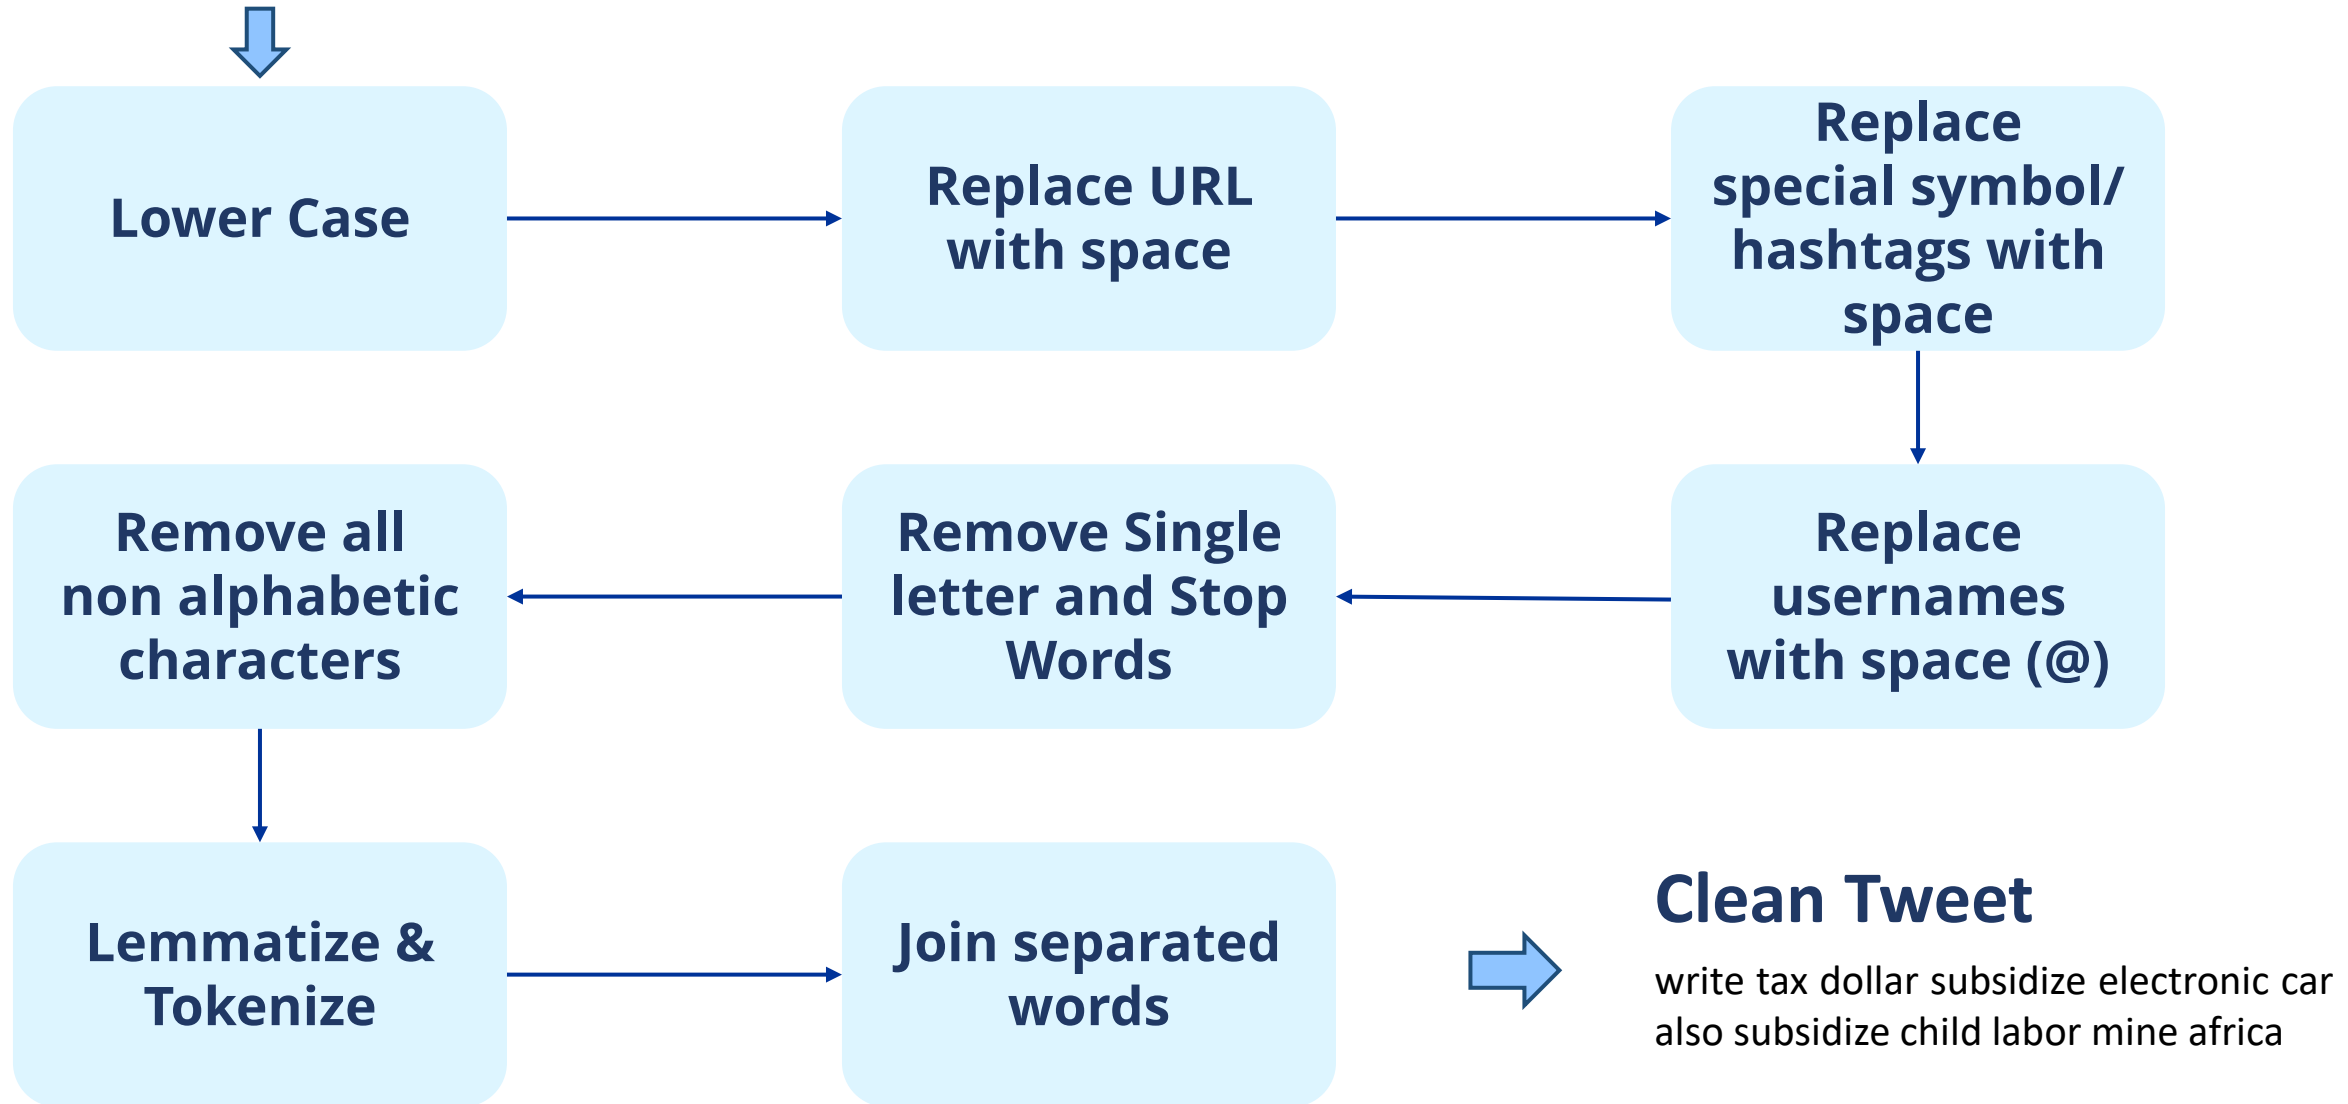 Lower Case
Replace URL
with space
Replace
special symbol/
hashtags with
space
Replace
usernames
with space (@)
Remove Single
letter and Stop
Words
Remove all
non alphabetic
characters
Lemmatize &
Tokenize
Join separated
words
Clean Tweet
write tax dollar subsidize electronic car
also subsidize child labor mine africa